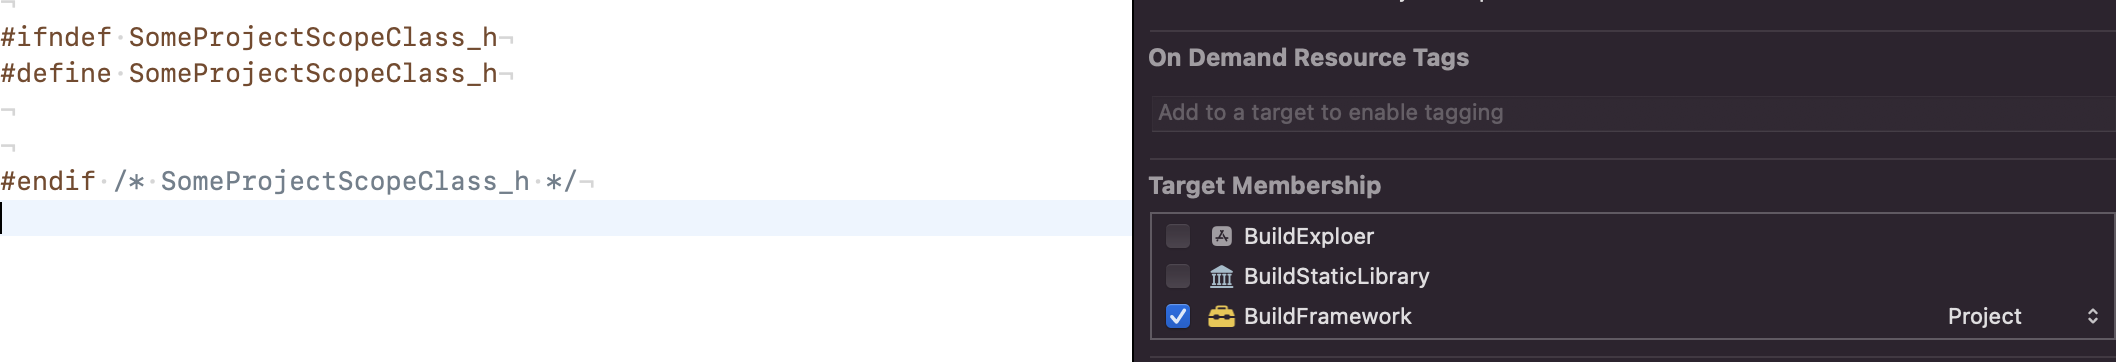 #ifndef SomeProjectScopeClass_h
#define SomeProjectScopeClass_h
#endif /* SomeProjectScopeClass_h */
On Demand Resource Tags
Add to a target to enable tagging
Target Membership
BuildExploer
BuildStaticLibrary
BuildFramework Project